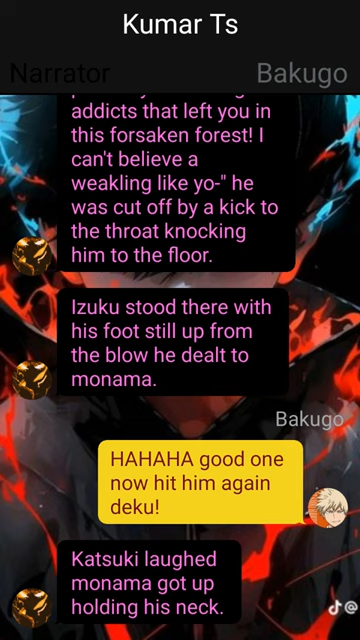 Kumar Ts
Narrator
Bakugo
addicts that left you in
this forsaken forest! I
can't believe a
weakling like yo-" he
was cut off by a kick to
the throat knocking
him to the floor.
Izuku stood there with
his foot still up from
the blow he dealt to
monama.
Bakugo
HAHAHA good one
now hit him again
deku!
Katsuki laughed
monama got up
holding his neck.
@